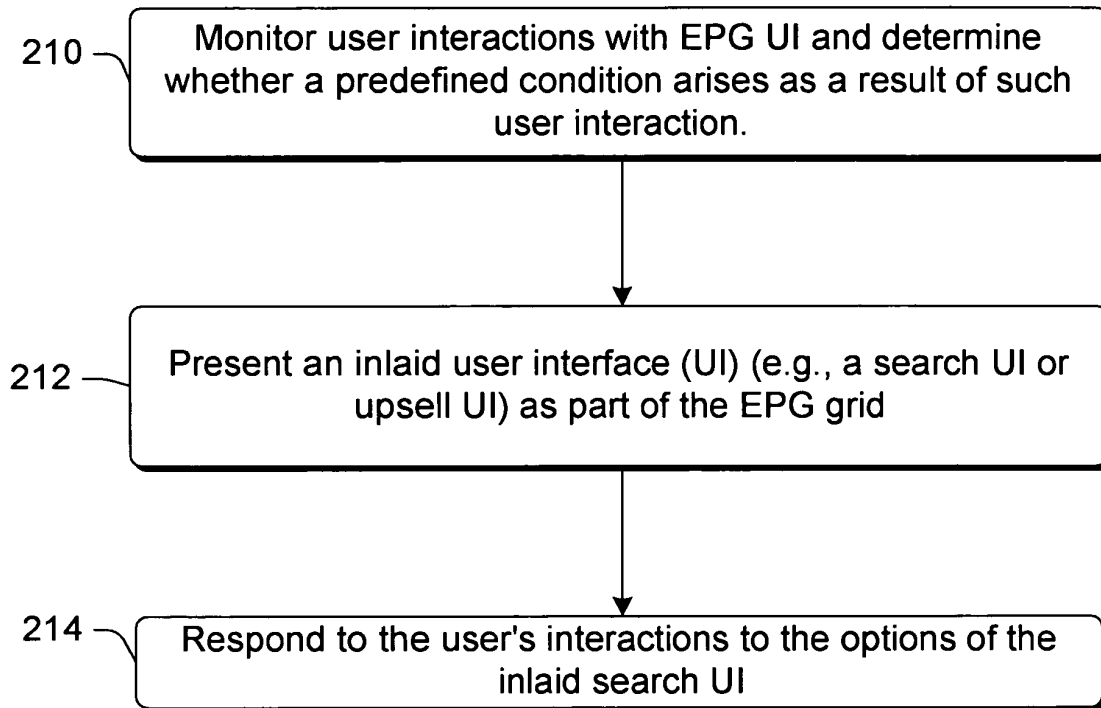 210
Monitor user interactions with EPG UI and determine
whether a predefined condition arises as a result of such
user interaction.
212
Present an inlaid user interface (UI) (e.g., a search UI or
upsell UI) as part of the EPG grid
214
Respond to the user's interactions to the options of the
inlaid search UI